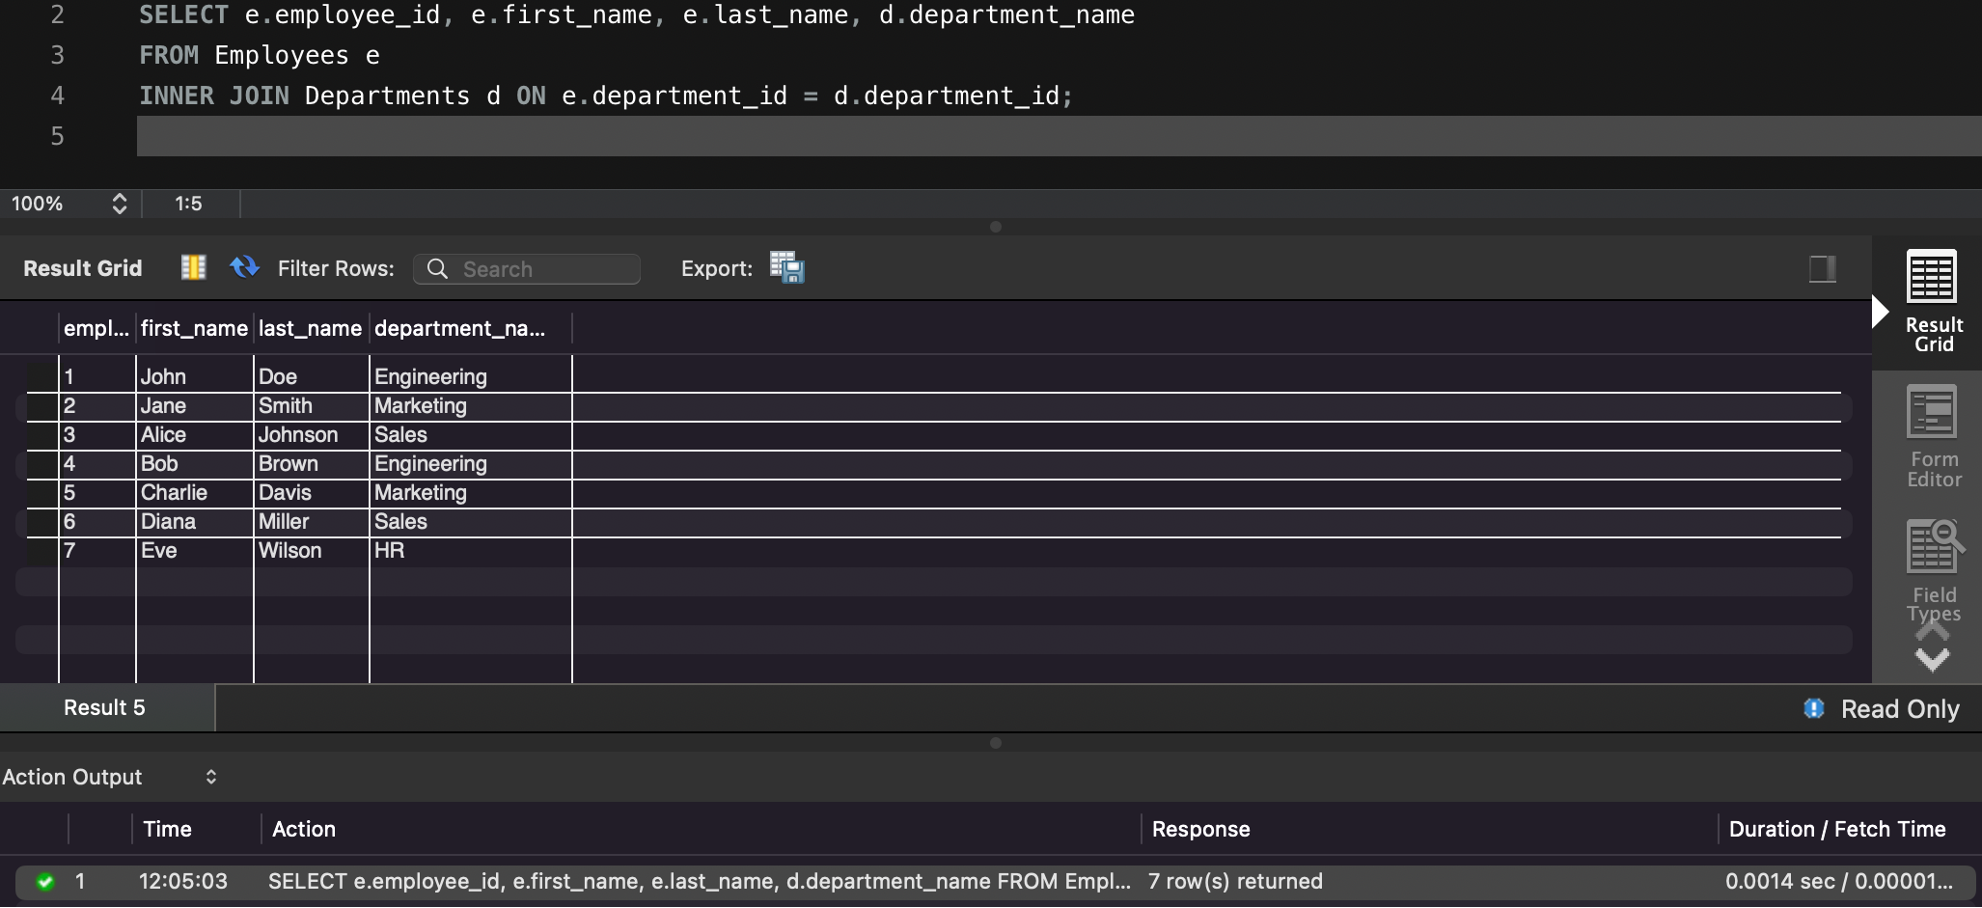 2 SELECT e.employee_id, e.first_name, e.last_name, d.department_name
3 FROM Employees e
4 INNER JOIN Departments d ON e.department_id = d.department_id;
5
100% 1:5
Result Grid Filter Rows: Search Export:
empl... first_name last_name department_na...
1 John Doe Engineering
2 Jane Smith Marketing
3 Alice Johnson Sales
4 Bob Brown Engineering
5 Charlie Davis Marketing
6 Diana Miller Sales
7 Eve Wilson HR
Result
Grid
Form
Editor
Field
Types
Result 5 Read Only
Action Output
Time Action Response Duration / Fetch Time
1 12:05:03 SELECT e.employee_id, e.first_name, e.last_name, d.department_name FROM Empl... 7 row(s) returned 0.0014 sec / 0.00001...